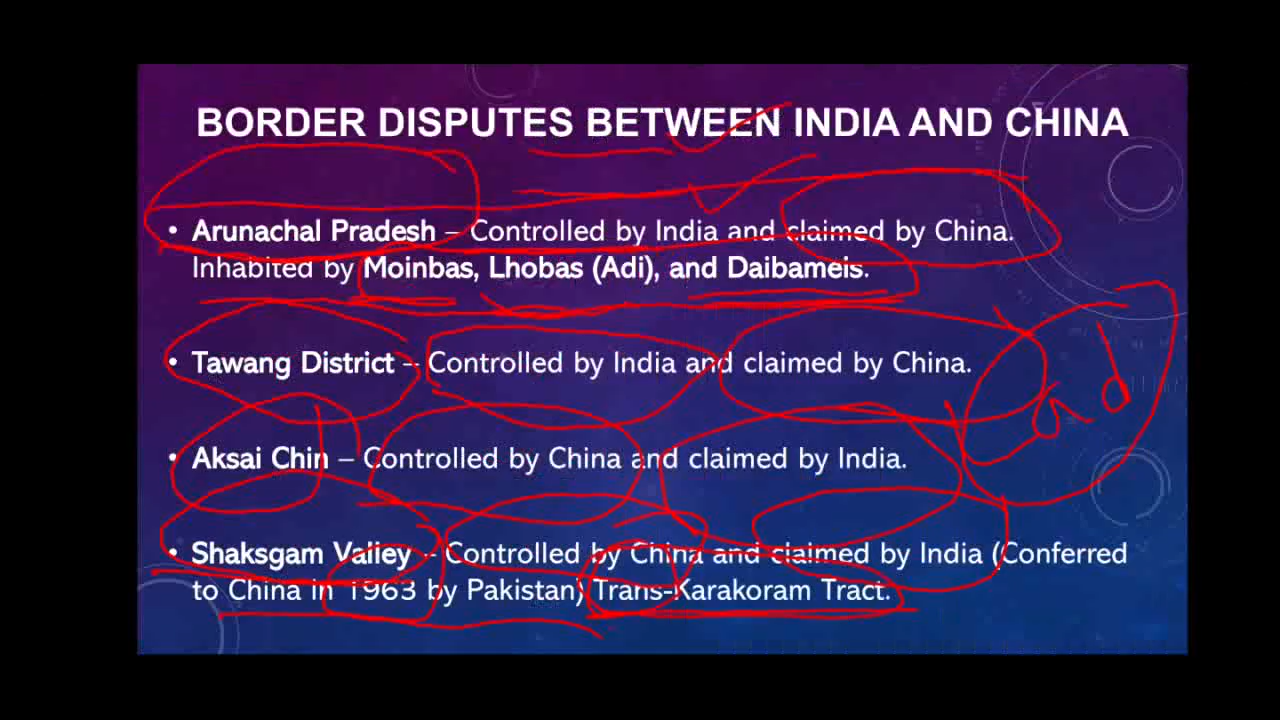 BORDER DISPUTES BETWEEN INDIA AND CHINA
• Arunachal Pradesh – Controlled by India and claimed by China.
Inhabited by Moinbas, Lhobas (Adi), and Daibameis.
• Tawang District -- Controlled by India and claimed by China.
• Aksai Chin – Controlled by China and claimed by India.
• Shaksgam Valley – Controlled by China and claimed by India (Conferred
to China in 1963 by Pakistan) Trans-Karakoram Tract.